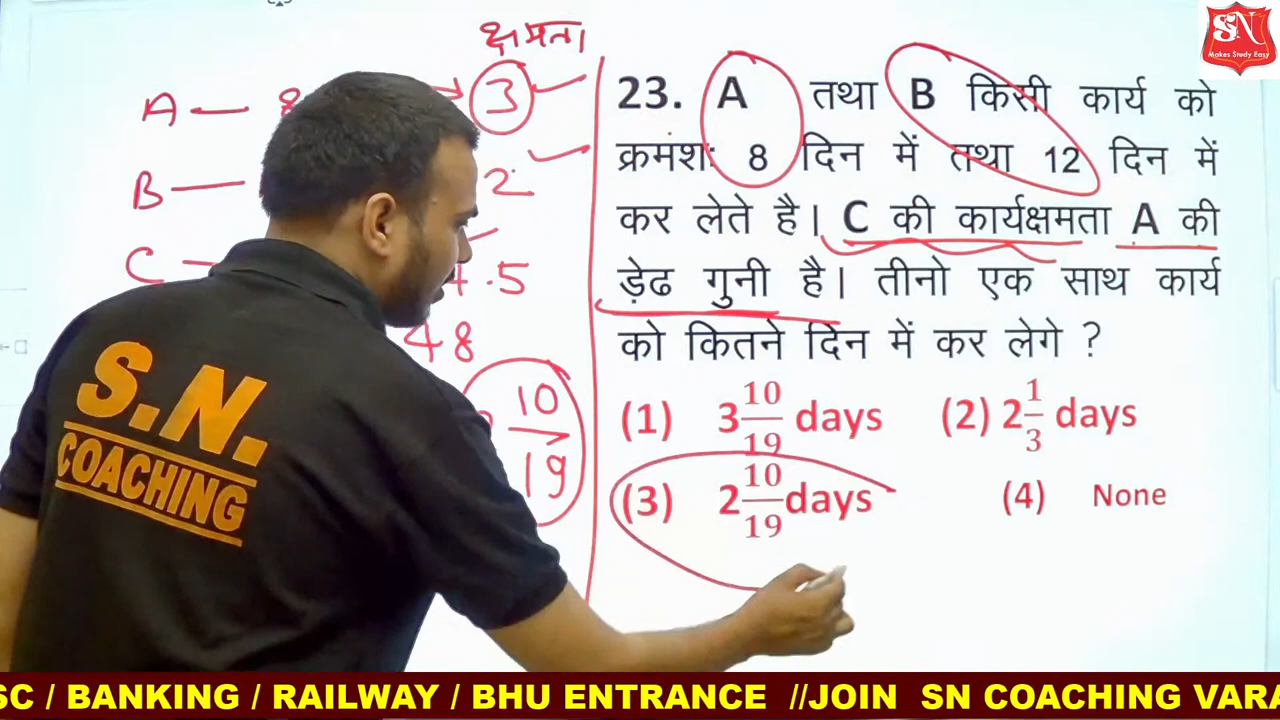 क्षमता
A — 8
3
B —
2
C —
4.5
48
10
19
23. A तथा B किसी कार्य को
क्रमंशः 8 दिन में तथा 12 दिन में
कर लेते है। C की कार्यक्षमता A की
ड़ेढ गुनी है। तीनो एक साथ कार्य
को कितने दिन में कर लेगे ?
(1) 3 10/19 days (2) 2 1/3 days
(3) 2 10/19 days (4) None
SN
Makes Study Easy
S.N.
COACHING
SC / BANKING / RAILWAY / BHU ENTRANCE //JOIN SN COACHING VARA